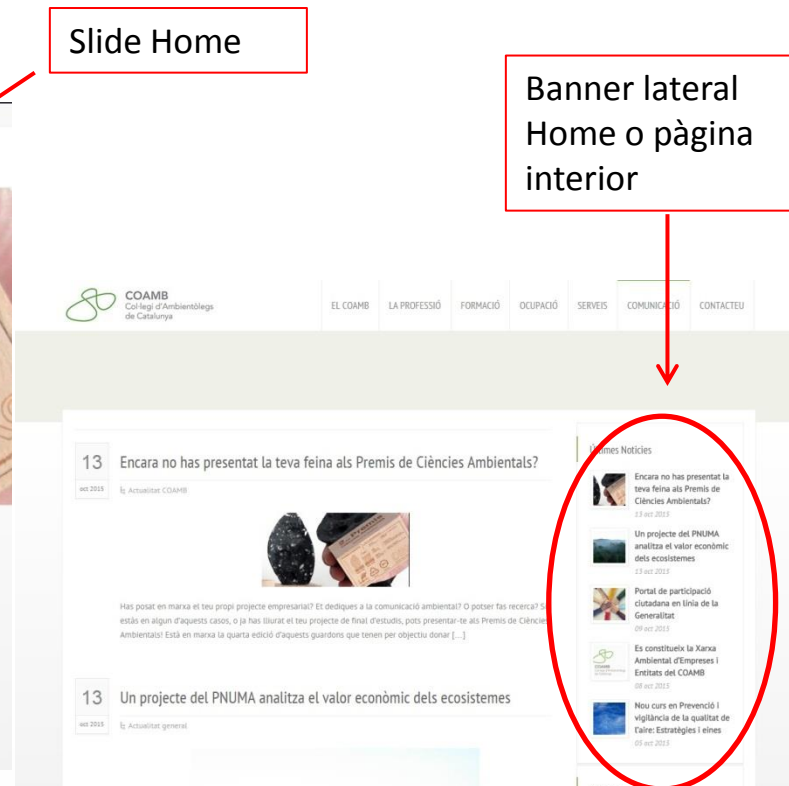 Slide Home
Banner lateral
Home o pàgina
interior
COAMB
Col·legi d'Ambientòlegs
de Catalunya
EL COAMB
LA PROFESSIÓ
FORMACIÓ
OCUPACIÓ
SERVEIS
COMUNICACIÓ
CONTACTEU
13
oct 2015
Encara no has presentat la teva feina als Premis de Ciències Ambientals?
Actualitat COAMB
Has posat en marxa el teu propi projecte empresarial? Et dediques a la comunicació ambiental? O potser fas recerca? Si
estàs en algun d'aquests casos, o ja has lliurat el teu projecte de final d'estudis, pots presentar-te als Premis de Ciències
Ambientals! Està en marxa la quarta edició d'aquests guardons que tenen per objectiu donar [...]
13
oct 2015
Un projecte del PNUMA analitza el valor econòmic dels ecosistemes
Actualitat general
Últimes Notícies
Encara no has presentat la
teva feina als Premis de
Ciències Ambientals?
13 oct 2015
Un projecte del PNUMA
analitza el valor econòmic
dels ecosistemes
13 oct 2015
Portal de participació
ciutadana en línia de la
Generalitat
09 oct 2015
Es constitueix la Xarxa
Ambiental d'Empreses i
Entitats del COAMB
08 oct 2015
Nou curs en Prevenció i
vigilància de la qualitat de
l'aire: Estratègies i eines
05 oct 2015